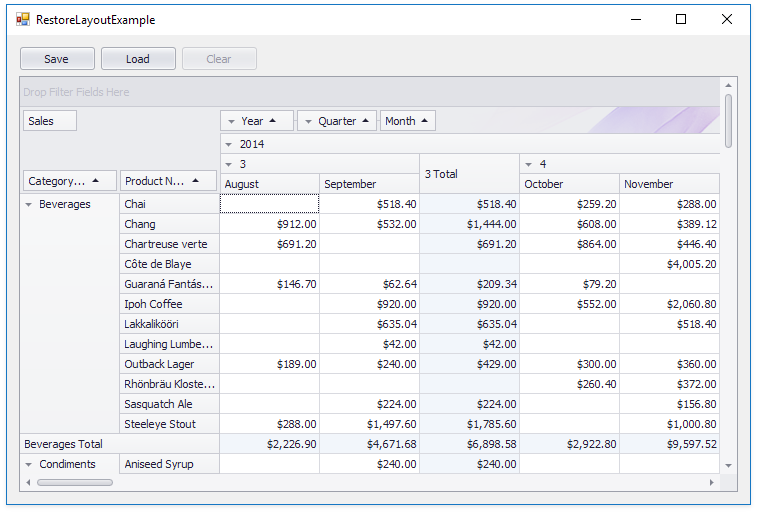 RestoreLayoutExample
Save Load Clear
Drop Filter Fields Here
Sales Year Quarter Month
2014
3 3 Total 4
Category... Product N... August September October November
Beverages Chai $518.40 $518.40 $259.20 $288.00
Chang $912.00 $532.00 $1,444.00 $608.00 $389.12
Chartreuse verte $691.20 $691.20 $864.00 $446.40
Côte de Blaye $4,005.20
Guaraná Fantás... $146.70 $62.64 $209.34 $79.20
Ipoh Coffee $920.00 $920.00 $552.00 $2,060.80
Lakkalikööri $635.04 $635.04 $518.40
Laughing Lumbe... $42.00 $42.00
Outback Lager $189.00 $240.00 $429.00 $300.00 $360.00
Rhönbräu Kloste... $260.40 $372.00
Sasquatch Ale $224.00 $224.00 $156.80
Steeleye Stout $288.00 $1,497.60 $1,785.60 $1,000.80
Beverages Total $2,226.90 $4,671.68 $6,898.58 $2,922.80 $9,597.52
Condiments Aniseed Syrup $240.00 $240.00